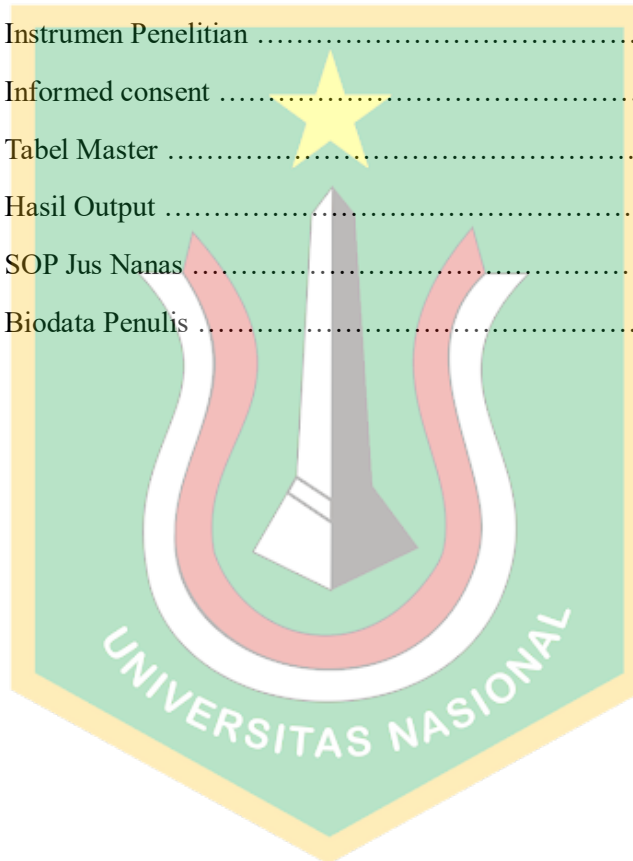 Instrumen Penelitian ......................................
Informed consent ..........................................
Tabel Master ................................................
Hasil Output ................................................
SOP Jus Nanas..............................................
Biodata Penulis .............................................
UNIVERSITAS NASIONAL